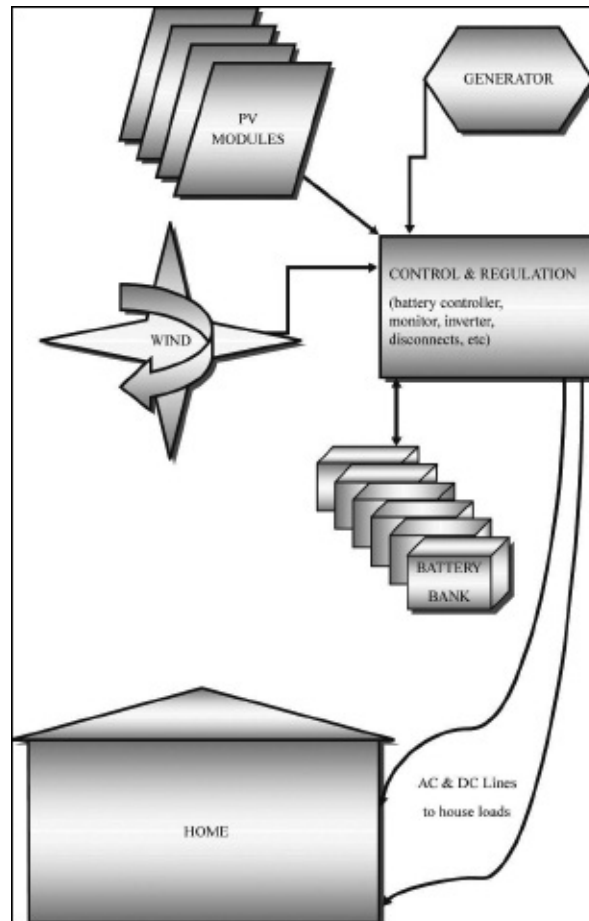 PV
MODULES
GENERATOR
CONTROL & REGULATION
(battery controller,
monitor, inverter,
disconnects, etc)
WIND
BATTERY
BANK
AC & DC Lines
to house loads
HOME